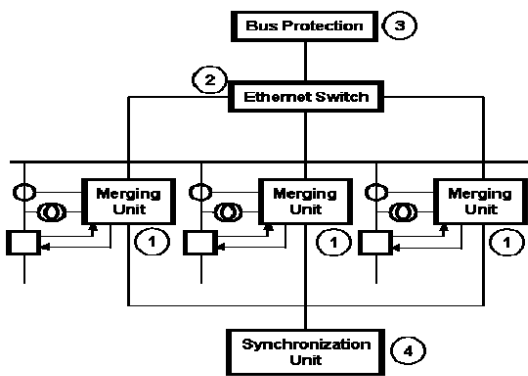 Bus Protection
3
2
Ethernet Switch
Merging
Unit
Merging
Unit
Merging
Unit
1
1
1
Synchronization
Unit
4